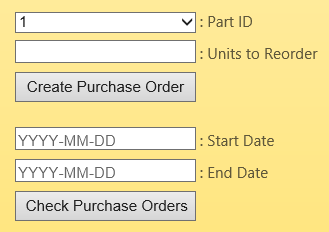 1 : Part ID
: Units to Reorder
Create Purchase Order
YYYY-MM-DD : Start Date
YYYY-MM-DD : End Date
Check Purchase Orders